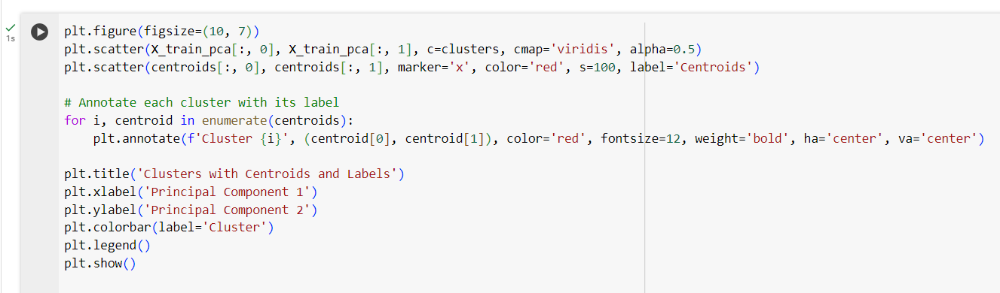 plt.figure(figsize=(10, 7))
plt.scatter(X_train_pca[:, 0], X_train_pca[:, 1], c=clusters, cmap='viridis', alpha=0.5)
plt.scatter(centroids[:, 0], centroids[:, 1], marker='x', color='red', s=100, label='Centroids')
# Annotate each cluster with its label
for i, centroid in enumerate(centroids):
    plt.annotate(f'Cluster {i}', (centroid[0], centroid[1]), color='red', fontsize=12, weight='bold', ha='center', va='center')
plt.title('Clusters with Centroids and Labels')
plt.xlabel('Principal Component 1')
plt.ylabel('Principal Component 2')
plt.colorbar(label='Cluster')
plt.legend()
plt.show()
1s